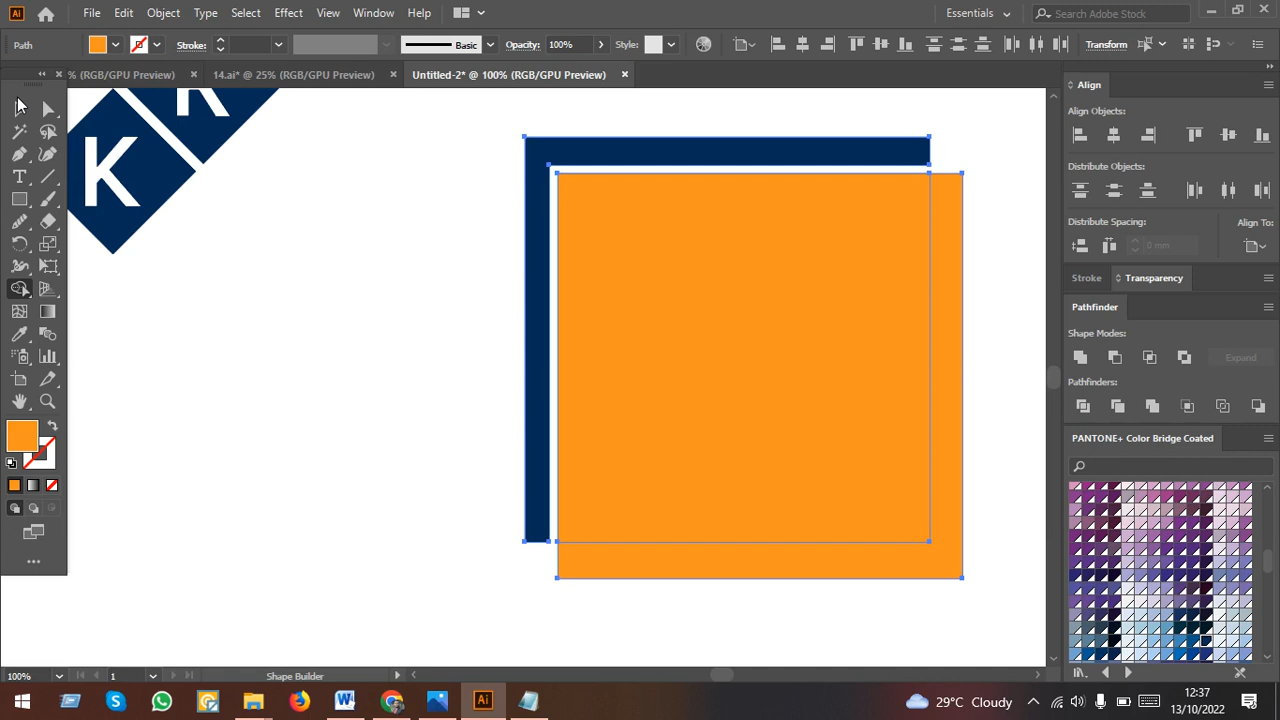 Ai File Edit Object Type Select Effect View Window Help Essentials Search Adobe Stock
Path Stroke: Basic Opacity: 100% Style: Transform
% (RGB/GPU Preview) × 14.ai* @ 25% (RGB/GPU Preview) × Untitled-2* @ 100% (RGB/GPU Preview) ×
K
K
Align
Align Objects:
Distribute Objects:
Distribute Spacing: Align To:
0 mm
Stroke Transparency
Pathfinder
Shape Modes:
Expand
Pathfinders:
PANTONE+ Color Bridge Coated
100% 1 Shape Builder
29°C Cloudy
12:37
13/10/2022